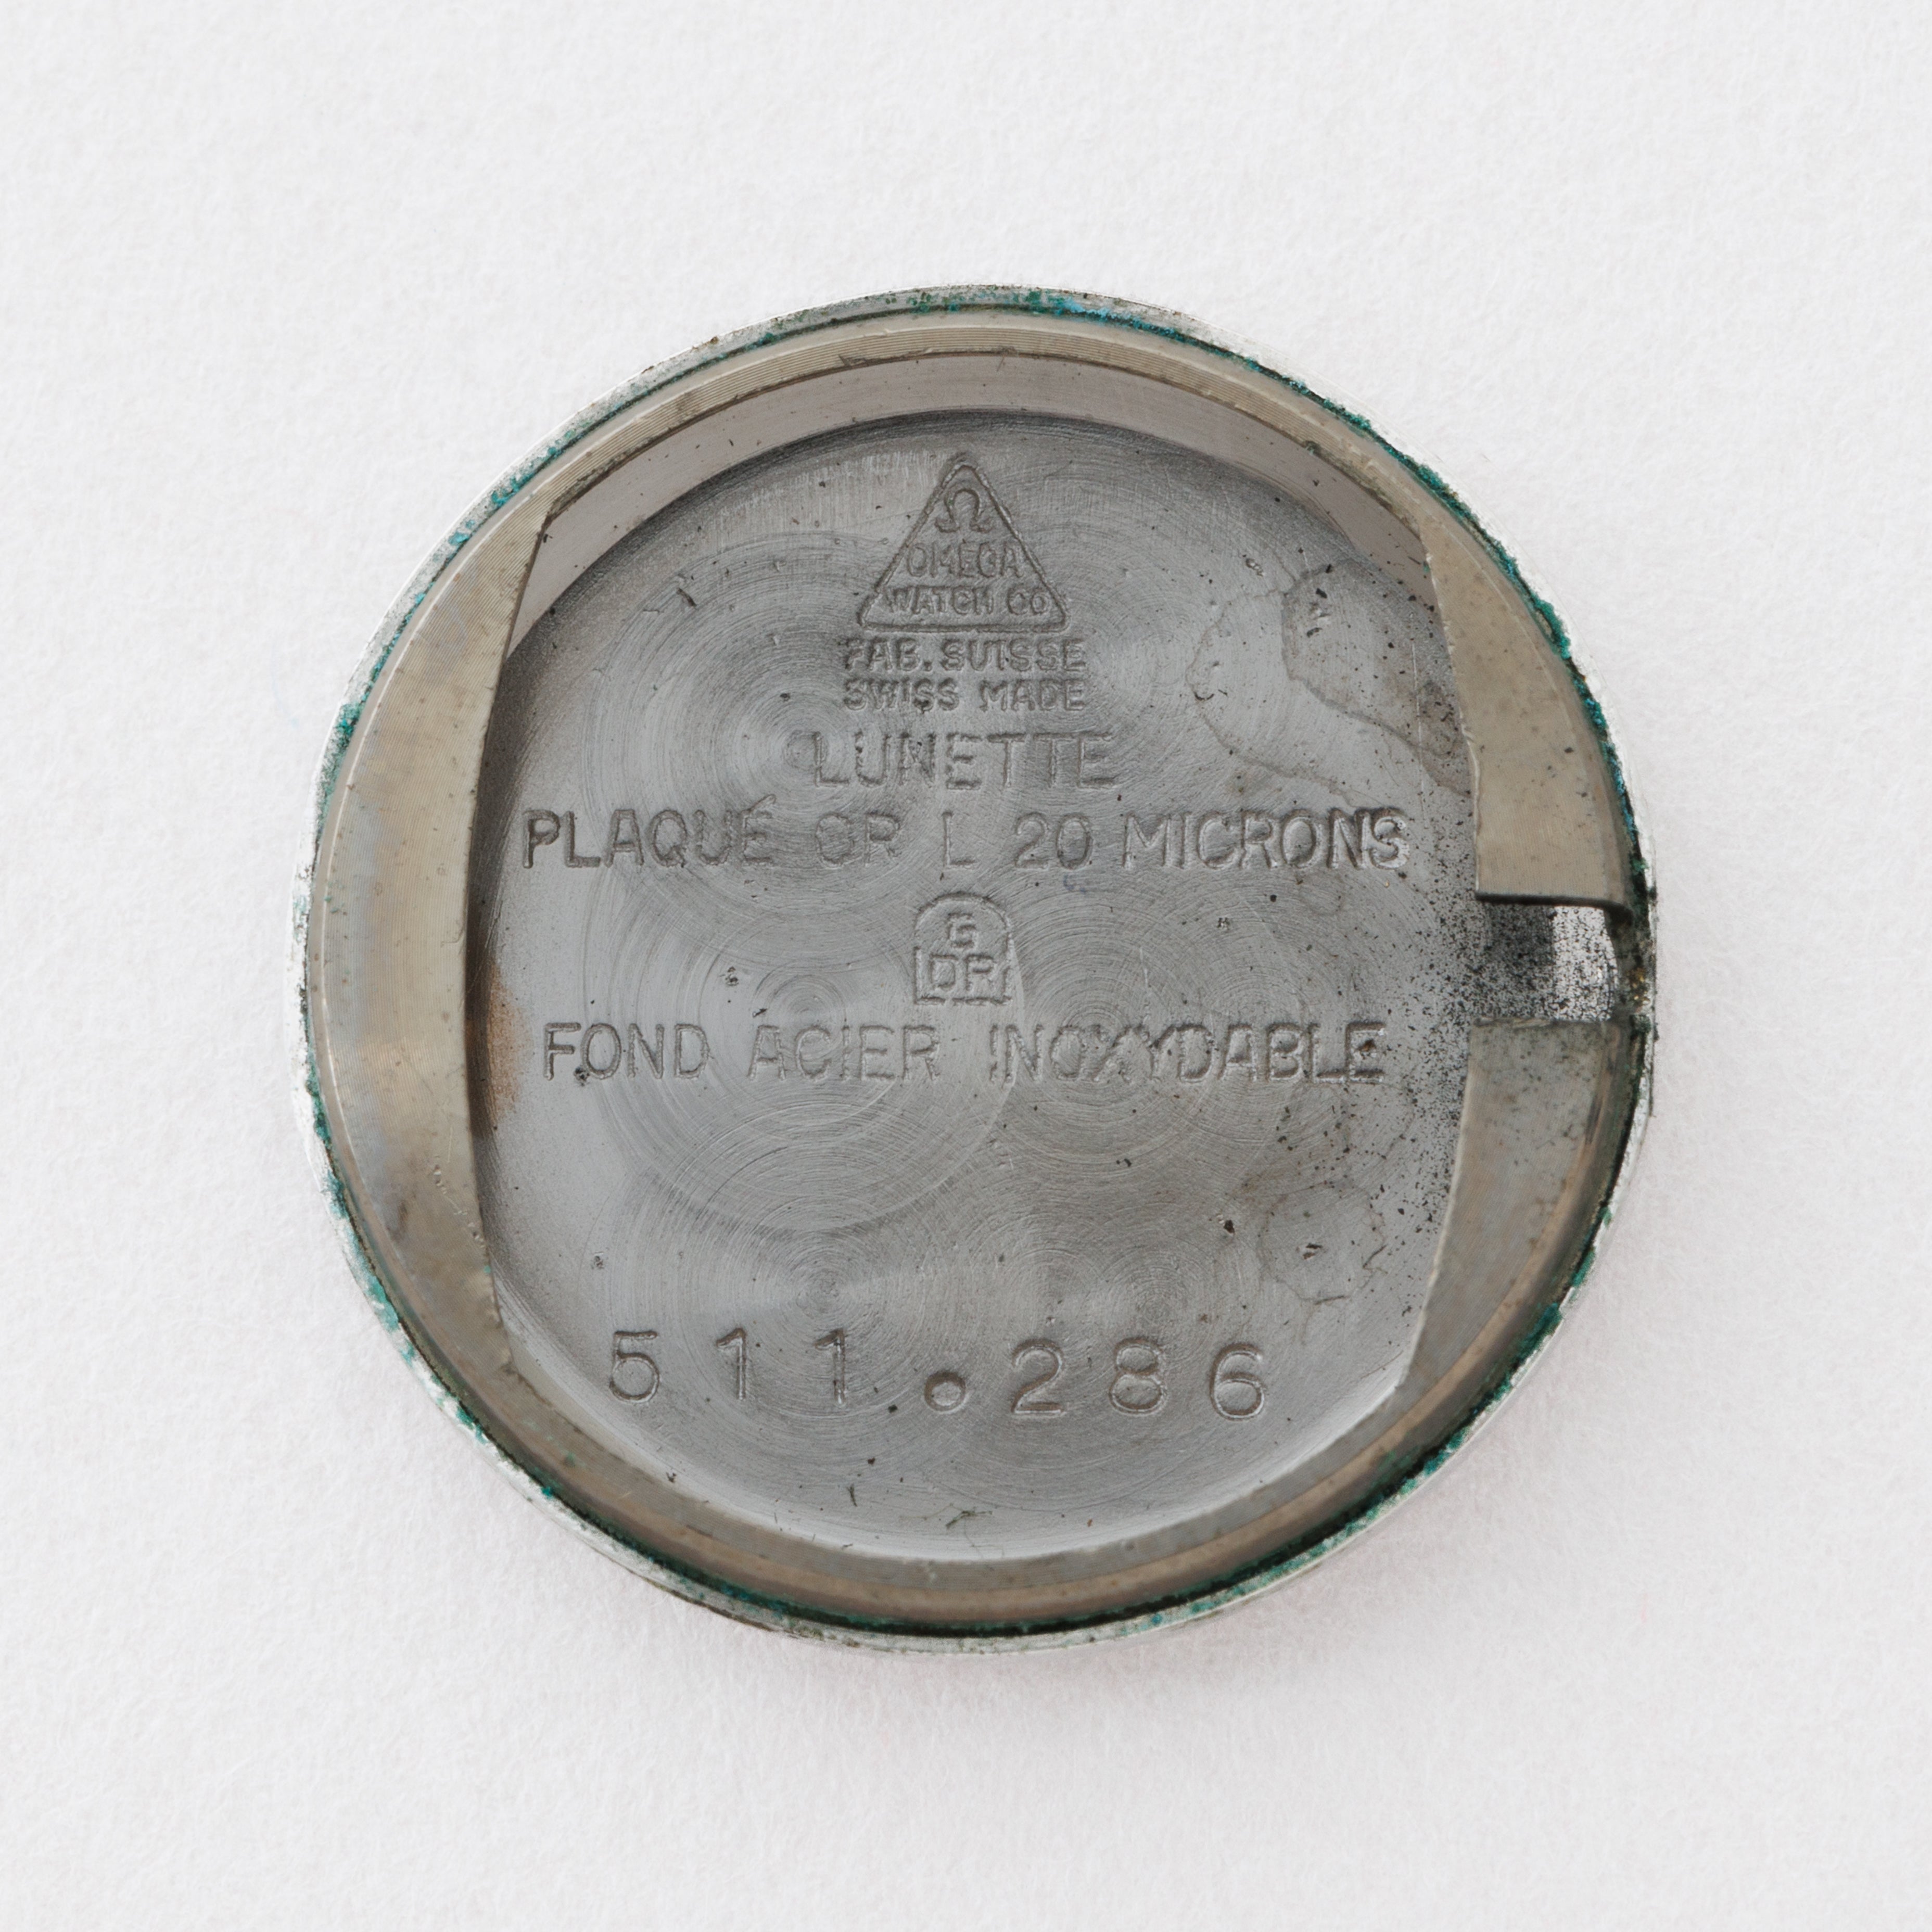 Ω
OMEGA
WATCH CO
FAB. SUISSE
SWISS MADE
LUNETTE
PLAQUÉ OR L 20 MICRONS
G
DR
FOND ACIER INOXYDABLE
511.286